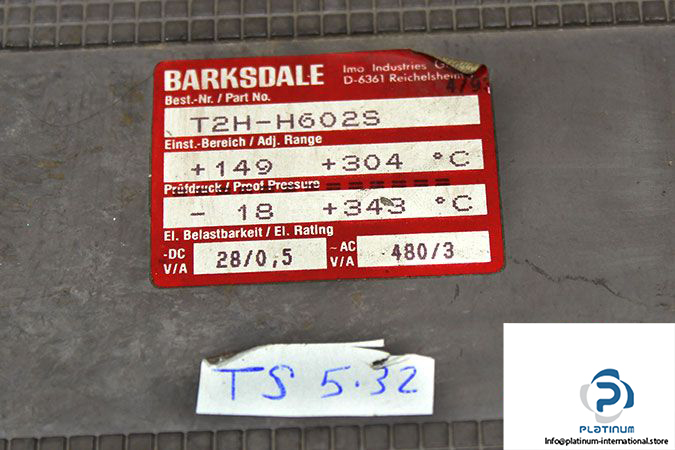 BARKSDALE
Imo Industries G
D-6361 Reichelsheim
Best.-Nr. / Part No.
T2H-H602S
Einst.-Bereich / Adj. Range
+149 +304 °C
Prüfdruck / Proof Pressure
- 18 +343 °C
El. Belastbarkeit / El. Rating
-DC V/A
28/0,5
~AC V/A
480/3
TS 5.32
PLATINUM
Info@platinum-international.store